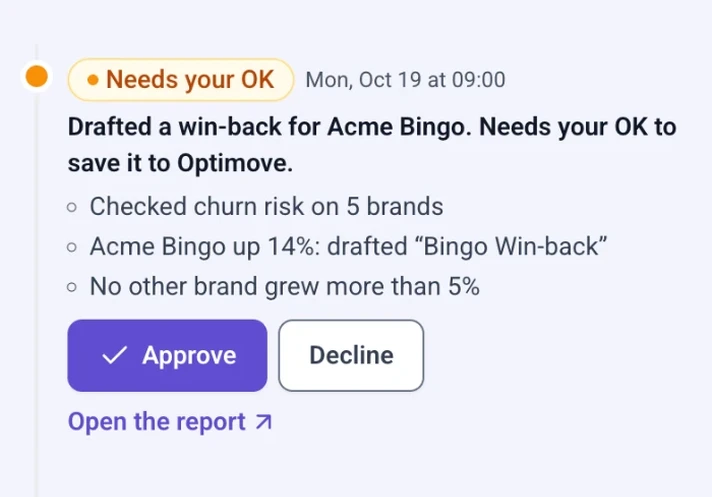 Needs your OK Mon, Oct 19 at 09:00
Drafted a win-back for Acme Bingo. Needs your OK to
save it to Optimove.
Checked churn risk on 5 brands
Acme Bingo up 14%: drafted “Bingo Win-back”
No other brand grew more than 5%
Approve Decline
Open the report